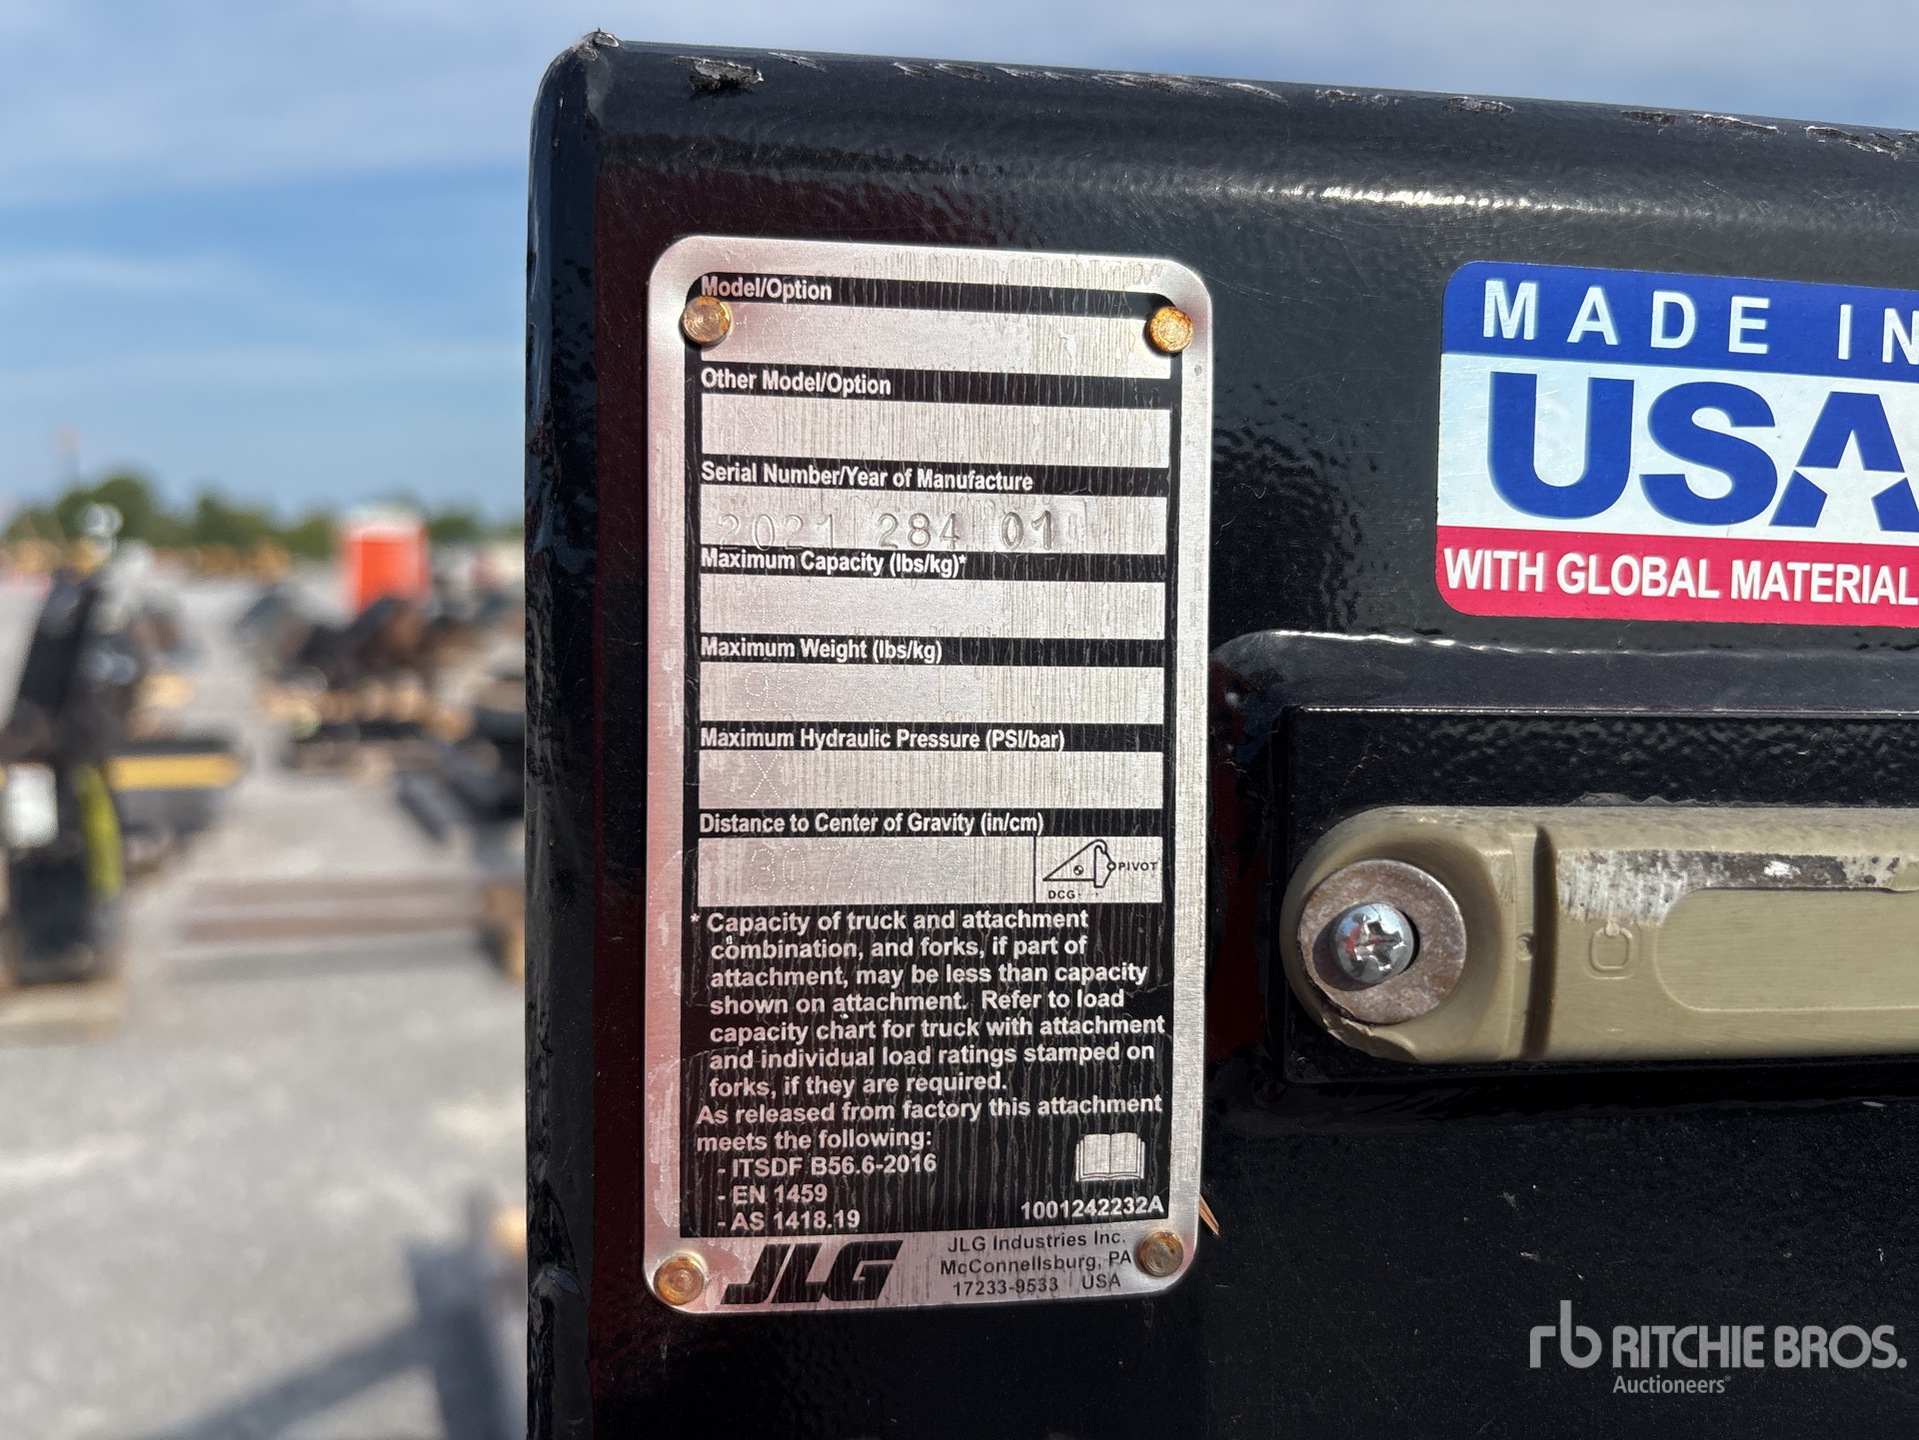 Model/Option
Other Model/Option
Serial Number/Year of Manufacture
2021 284 01
Maximum Capacity (lbs/kg)*
Maximum Weight (lbs/kg)
Maximum Hydraulic Pressure (PSI/bar)
X
Distance to Center of Gravity (in/cm)
PIVOT
DCG
* Capacity of truck and attachment
combination, and forks, if part of
attachment, may be less than capacity
shown on attachment. Refer to load
capacity chart for truck with attachment
and individual load ratings stamped on
forks, if they are required.
As released from factory this attachment
meets the following:
- ITSDF B56.6-2016
- EN 1459
- AS 1418.19
1001242232A
JLG
JLG Industries Inc.
McConnellsburg, PA
17233-9533 USA
MADE IN
USA
WITH GLOBAL MATERIAL
rb RITCHIE BROS.
Auctioneers